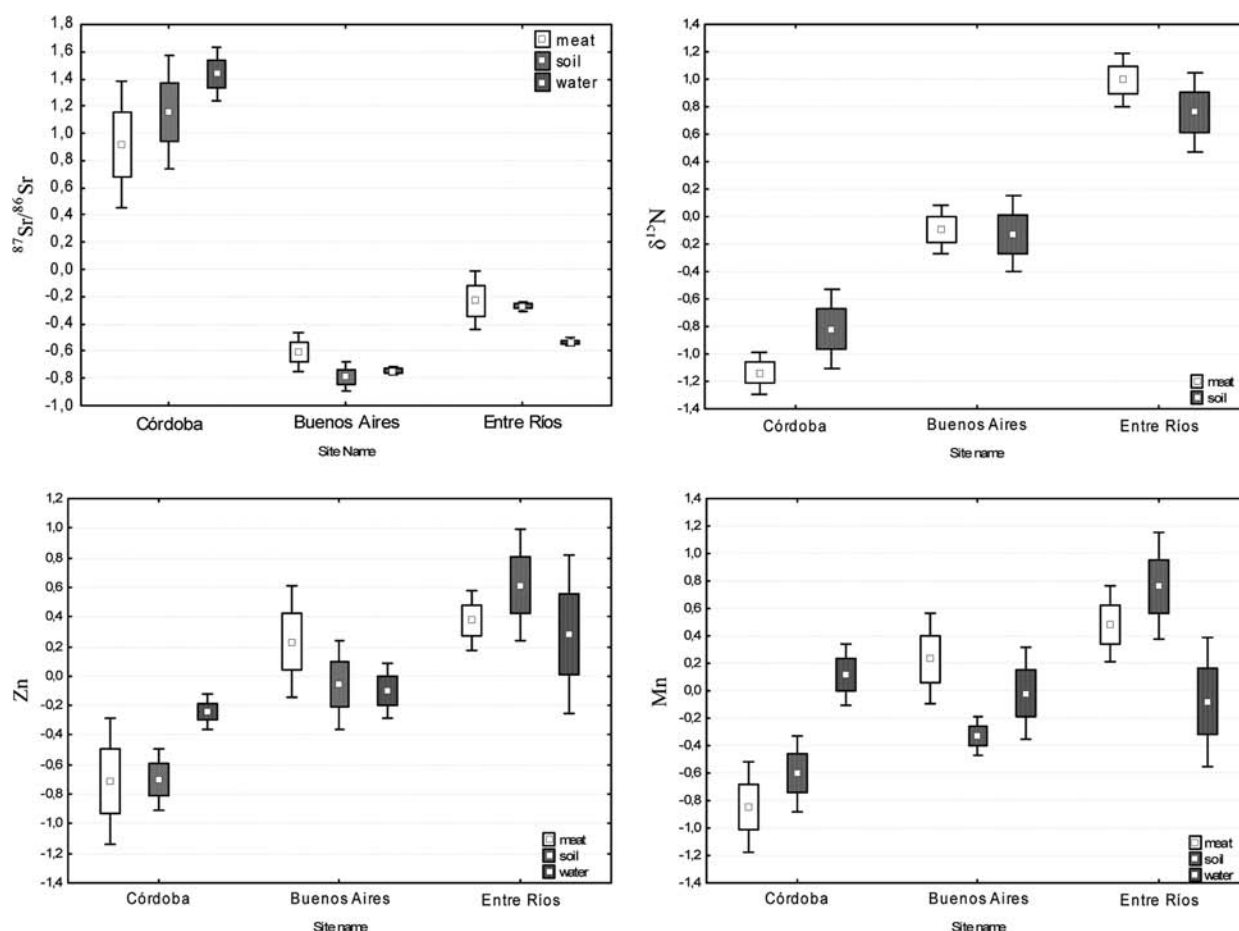 1,8
1,6
1,4
1,2
1,0
0,8
0,6
0,4
0,2
0,0
-0,2
-0,4
-0,6
-0,8
-1,0
⁸⁷Sr/⁸⁶Sr
meat
soil
water
Córdoba
Buenos Aires
Entre Ríos
Site Name
1,4
1,2
1,0
0,8
0,6
0,4
0,2
0,0
-0,2
-0,4
-0,6
-0,8
-1,0
-1,2
-1,4
δ¹⁵N
meat
soil
Córdoba
Buenos Aires
Entre Ríos
Site name
1,2
1,0
0,8
0,6
0,4
0,2
0,0
-0,2
-0,4
-0,6
-0,8
-1,0
-1,2
-1,4
Zn
meat
soil
water
Córdoba
Buenos Aires
Entre Ríos
Site name
1,4
1,2
1,0
0,8
0,6
0,4
0,2
0,0
-0,2
-0,4
-0,6
-0,8
-1,0
-1,2
-1,4
Mn
meat
soil
water
Córdoba
Buenos Aires
Entre Ríos
Site name